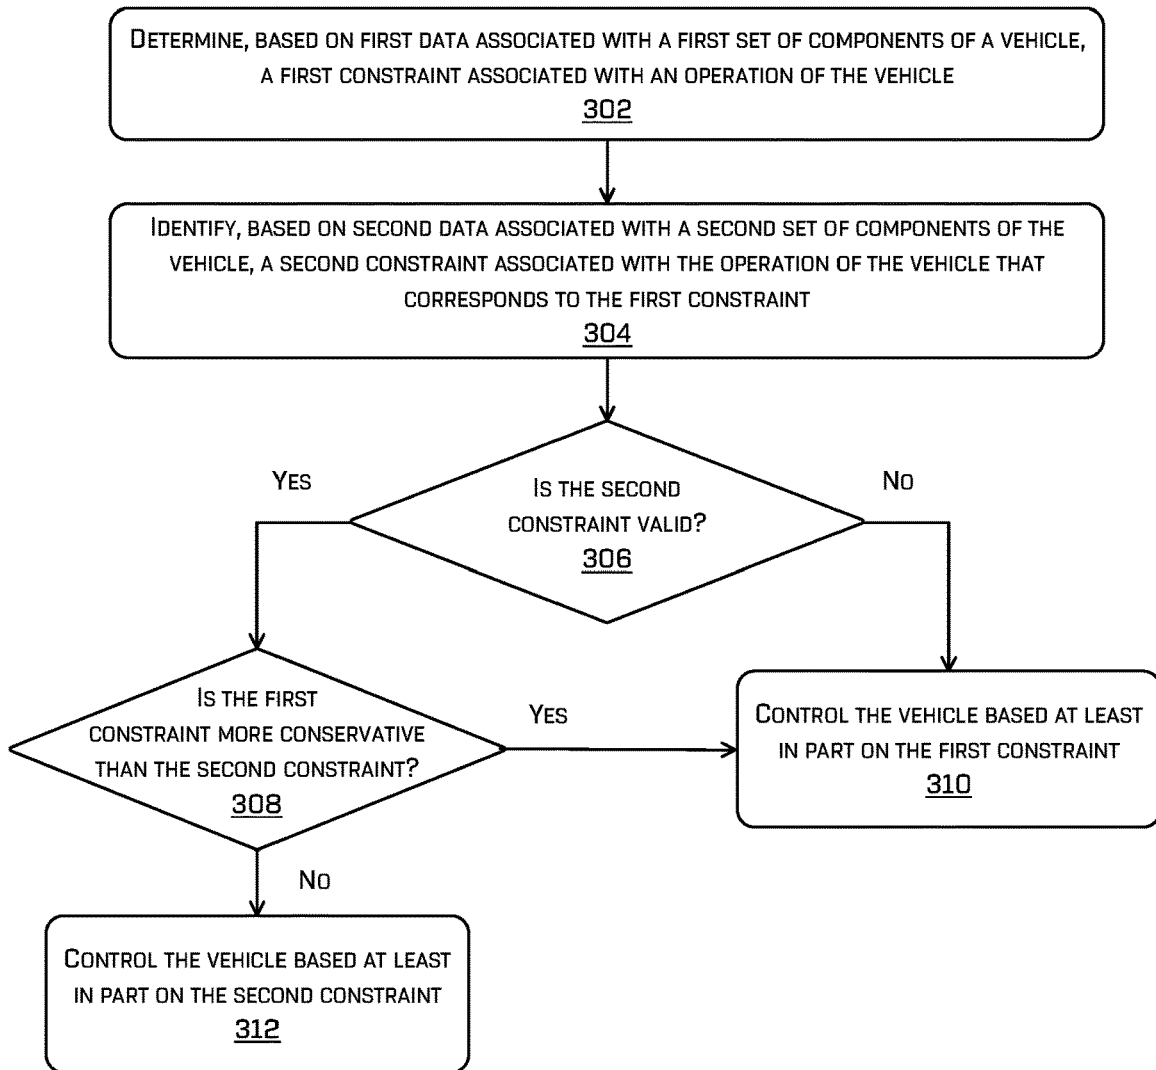 DETERMINE, BASED ON FIRST DATA ASSOCIATED WITH A FIRST SET OF COMPONENTS OF A VEHICLE,
A FIRST CONSTRAINT ASSOCIATED WITH AN OPERATION OF THE VEHICLE
302
IDENTIFY, BASED ON SECOND DATA ASSOCIATED WITH A SECOND SET OF COMPONENTS OF THE
VEHICLE, A SECOND CONSTRAINT ASSOCIATED WITH THE OPERATION OF THE VEHICLE THAT
CORRESPONDS TO THE FIRST CONSTRAINT
304
YES
NO
IS THE SECOND
CONSTRAINT VALID?
306
IS THE FIRST
CONSTRAINT MORE CONSERVATIVE
THAN THE SECOND CONSTRAINT?
308
YES
CONTROL THE VEHICLE BASED AT LEAST
IN PART ON THE FIRST CONSTRAINT
310
NO
CONTROL THE VEHICLE BASED AT LEAST
IN PART ON THE SECOND CONSTRAINT
312